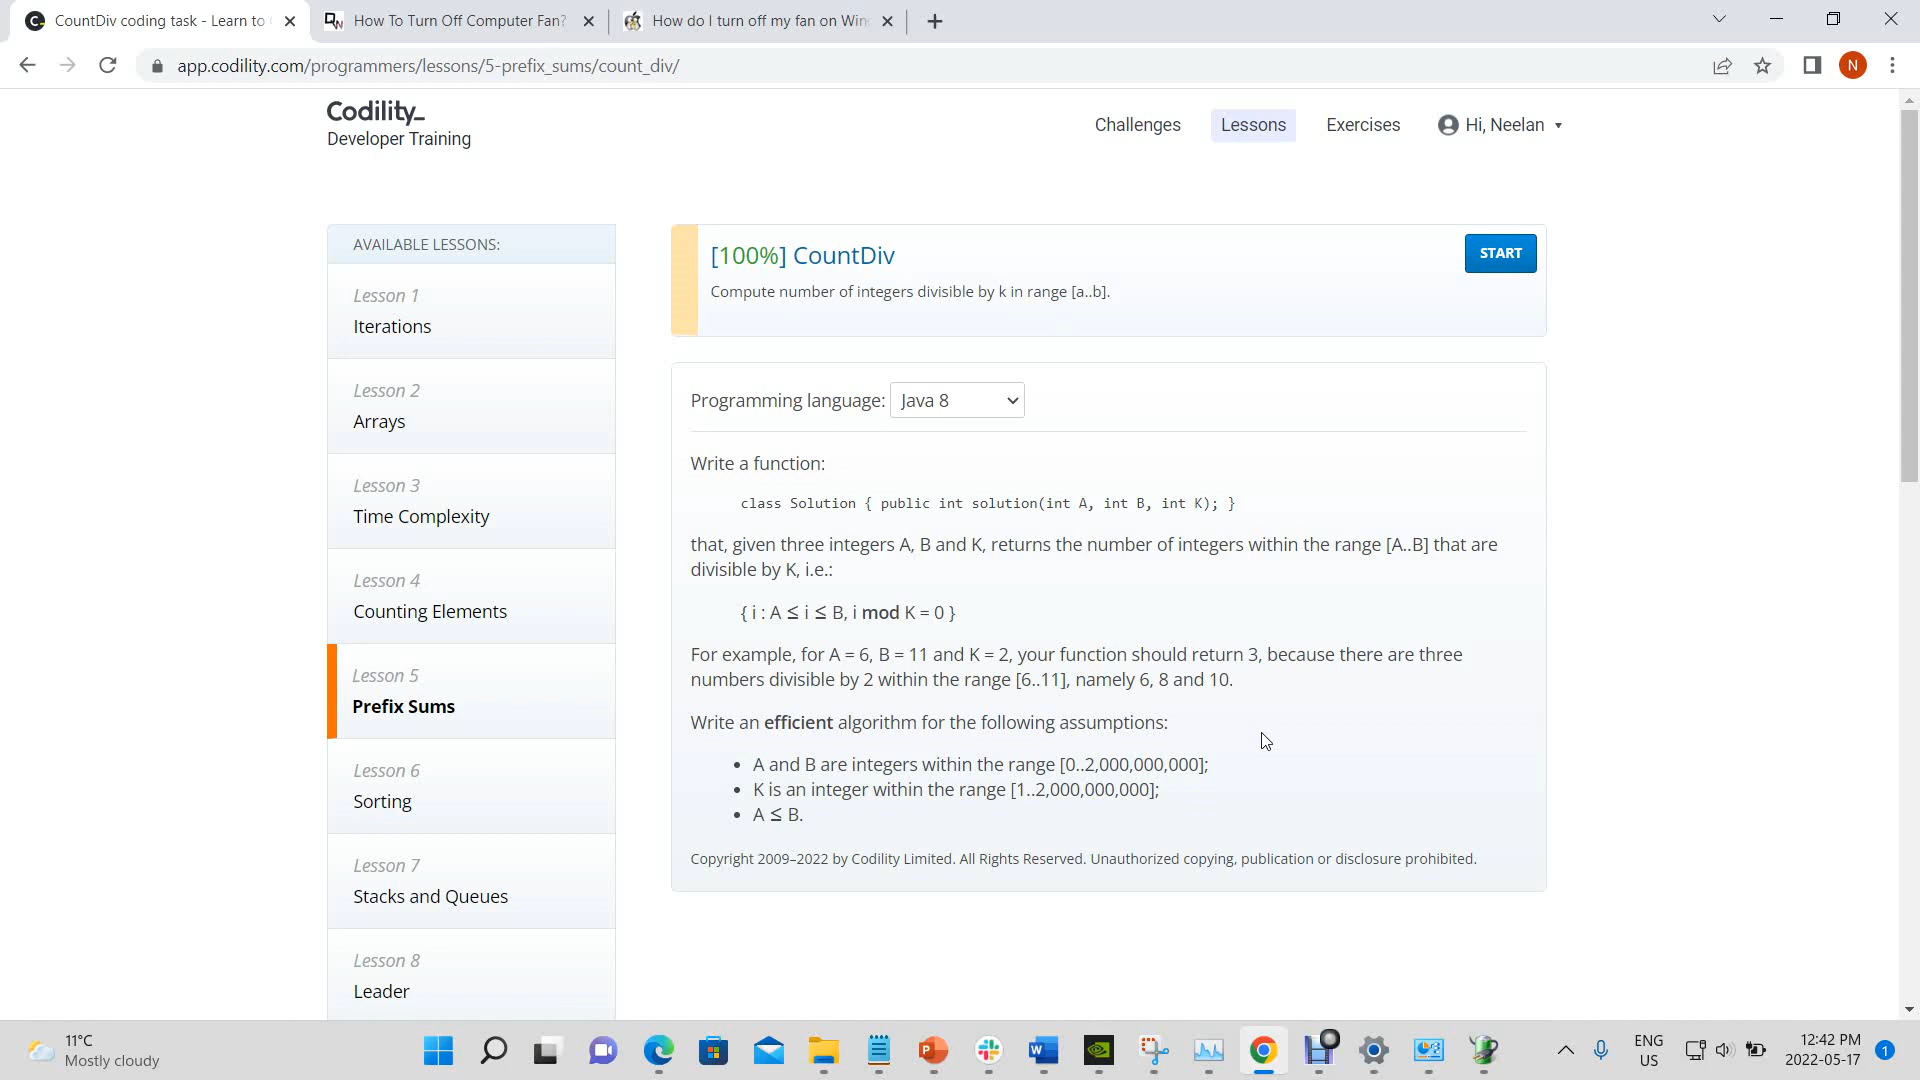 CountDiv coding task - Learn to
How To Turn Off Computer Fan?
How do I turn off my fan on Win
app.codility.com/programmers/lessons/5-prefix_sums/count_div/
N
Codility_
Developer Training
Challenges
Lessons
Exercises
Hi, Neelan
AVAILABLE LESSONS:
Lesson 1
Iterations
Lesson 2
Arrays
Lesson 3
Time Complexity
Lesson 4
Counting Elements
Lesson 5
Prefix Sums
Lesson 6
Sorting
Lesson 7
Stacks and Queues
Lesson 8
Leader
[100%] CountDiv
START
Compute number of integers divisible by k in range [a..b].
Programming language: Java 8
Write a function:
class Solution { public int solution(int A, int B, int K); }
that, given three integers A, B and K, returns the number of integers within the range [A..B] that are
divisible by K, i.e.:
{ i : A ≤ i ≤ B, i mod K = 0 }
For example, for A = 6, B = 11 and K = 2, your function should return 3, because there are three
numbers divisible by 2 within the range [6..11], namely 6, 8 and 10.
Write an efficient algorithm for the following assumptions:
• A and B are integers within the range [0..2,000,000,000];
• K is an integer within the range [1..2,000,000,000];
• A ≤ B.
Copyright 2009–2022 by Codility Limited. All Rights Reserved. Unauthorized copying, publication or disclosure prohibited.
11°C
Mostly cloudy
ENG
US
12:42 PM
2022-05-17
1